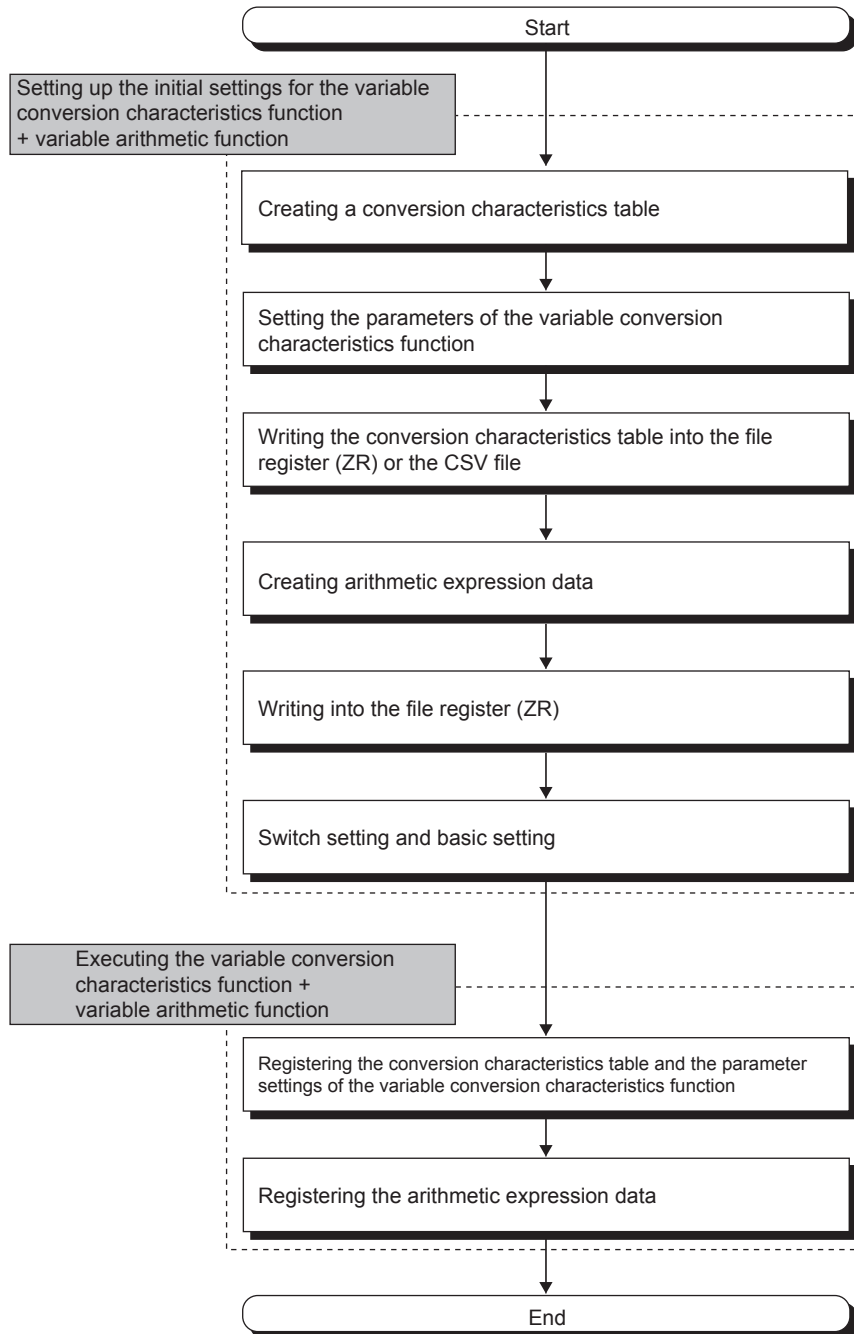 Start
Setting up the initial settings for the variable
conversion characteristics function
+ variable arithmetic function
Creating a conversion characteristics table
Setting the parameters of the variable conversion
characteristics function
Writing the conversion characteristics table into the file
register (ZR) or the CSV file
Creating arithmetic expression data
Writing into the file register (ZR)
Switch setting and basic setting
Executing the variable conversion
characteristics function +
variable arithmetic function
Registering the conversion characteristics table and the parameter
settings of the variable conversion characteristics function
Registering the arithmetic expression data
End